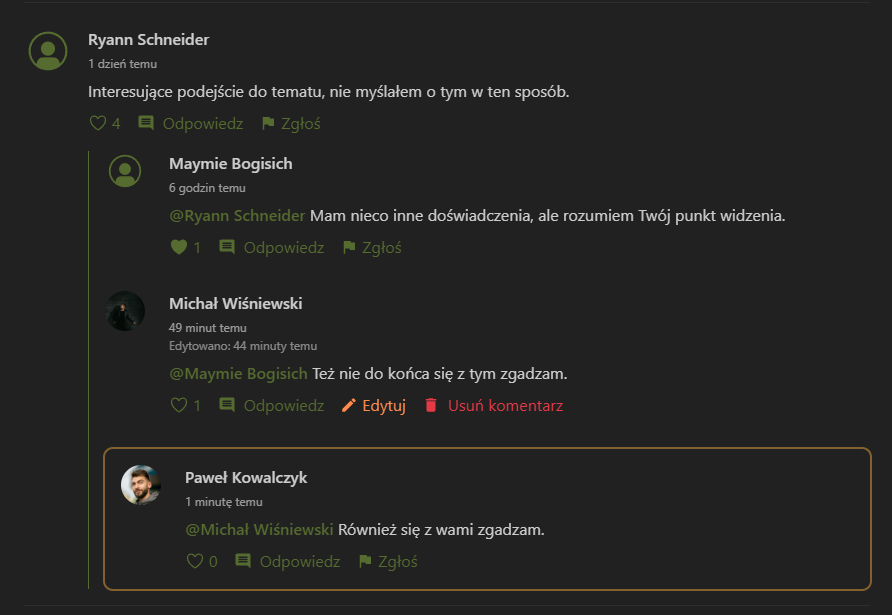 Ryann Schneider
1 dzień temu
Interesujące podejście do tematu, nie myślałem o tym w ten sposób.
4 Odpowiedz Zgłoś
Maymie Bogisich
6 godzin temu
@Ryann Schneider Mam nieco inne doświadczenia, ale rozumiem Twój punkt widzenia.
1 Odpowiedz Zgłoś
Michał Wiśniewski
49 minut temu
Edytowano: 44 minuty temu
@Maymie Bogisich Też nie do końca się z tym zgadzam.
1 Odpowiedz Edytuj Usuń komentarz
Paweł Kowalczyk
1 minutę temu
@Michał Wiśniewski Również się z wami zgadzam.
0 Odpowiedz Zgłoś